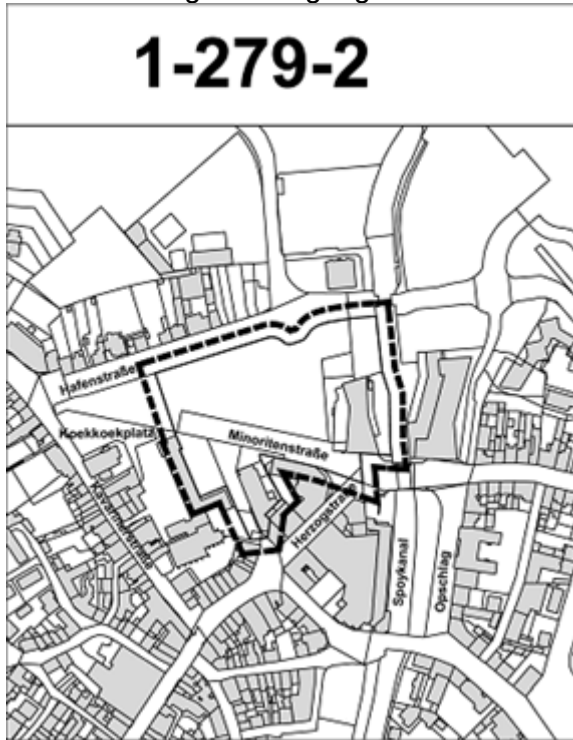 1-279-2
Hafenstraße
Koekkoekplatz
Minoritenstraße
Kavarinerstraße
Herzogstraße
Spoykanal
Opschlag